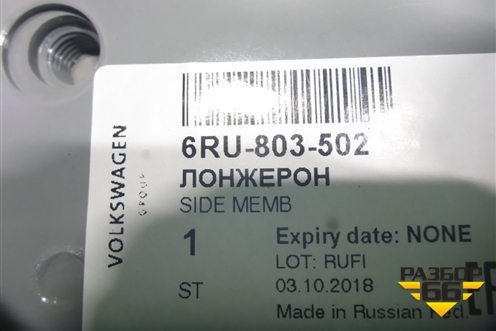 VOLKSWAGEN
GROUP
6RU-803-502
ЛОНЖЕРОН
SIDE MEMB
1
Expiry date: NONE
ST
LOT: RUFI
03.10.2018
Made in Russian Fed.
РАЗБОР
66